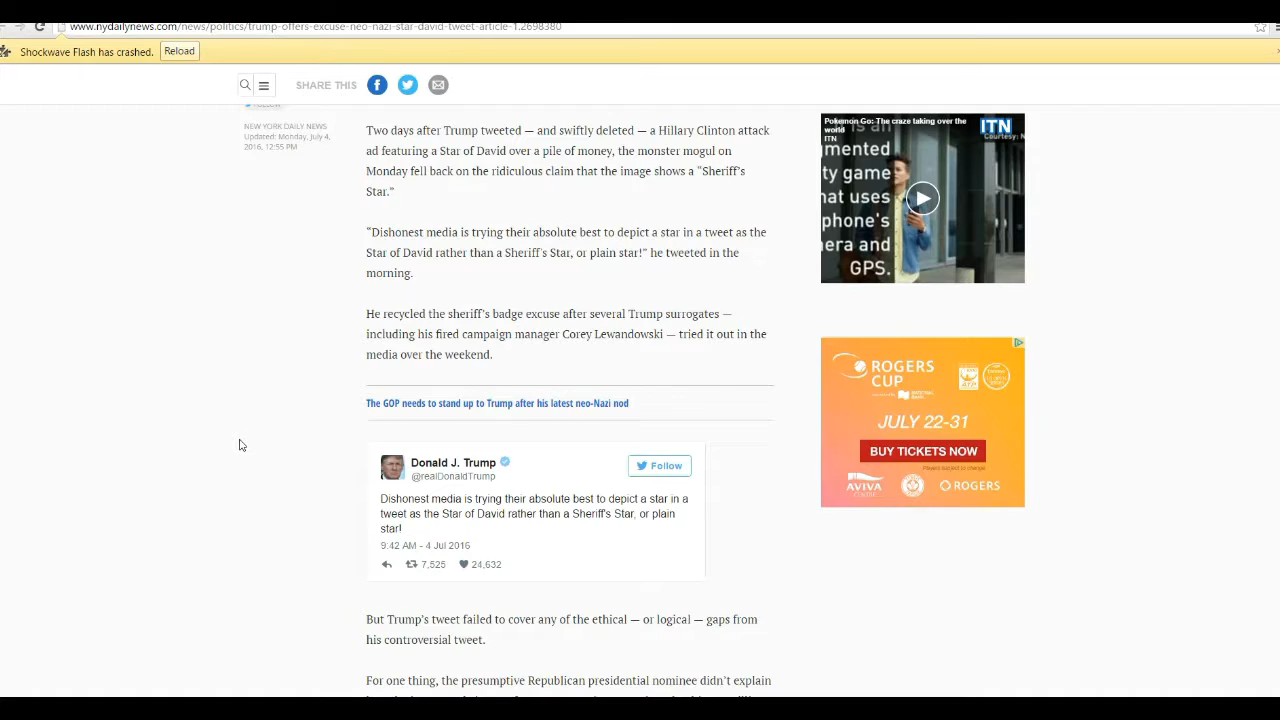 www.nydailynews.com/news/politics/trump-offers-excuse-neo-nazi-star-david-tweet-article-1.2698380
Shockwave Flash has crashed. Reload
SHARE THIS
NEW YORK DAILY NEWS
Updated: Monday, July 4,
2016, 12:55 PM
Two days after Trump tweeted — and swiftly deleted — a Hillary Clinton attack
ad featuring a Star of David over a pile of money, the monster mogul on
Monday fell back on the ridiculous claim that the image shows a “Sheriff’s
Star.”
“Dishonest media is trying their absolute best to depict a star in a tweet as the
Star of David rather than a Sheriff's Star, or plain star!” he tweeted in the
morning.
He recycled the sheriff’s badge excuse after several Trump surrogates —
including his fired campaign manager Corey Lewandowski — tried it out in the
media over the weekend.
The GOP needs to stand up to Trump after his latest neo-Nazi nod
Donald J. Trump
@realDonaldTrump
Follow
Dishonest media is trying their absolute best to depict a star in a
tweet as the Star of David rather than a Sheriff's Star, or plain
star!
9:42 AM - 4 Jul 2016
7,525 24,632
But Trump’s tweet failed to cover any of the ethical — or logical — gaps from
his controversial tweet.
For one thing, the presumptive Republican presidential nominee didn’t explain
Pokemon Go: The craze taking over the
world
ITN
ITN
Courtesy: N
is an
mented
ty game
hat uses
phone's
era and
GPS.
ROGERS
CUP
JULY 22-31
BUY TICKETS NOW
Players subject to change
AVIVA
CENTRE
ROGERS